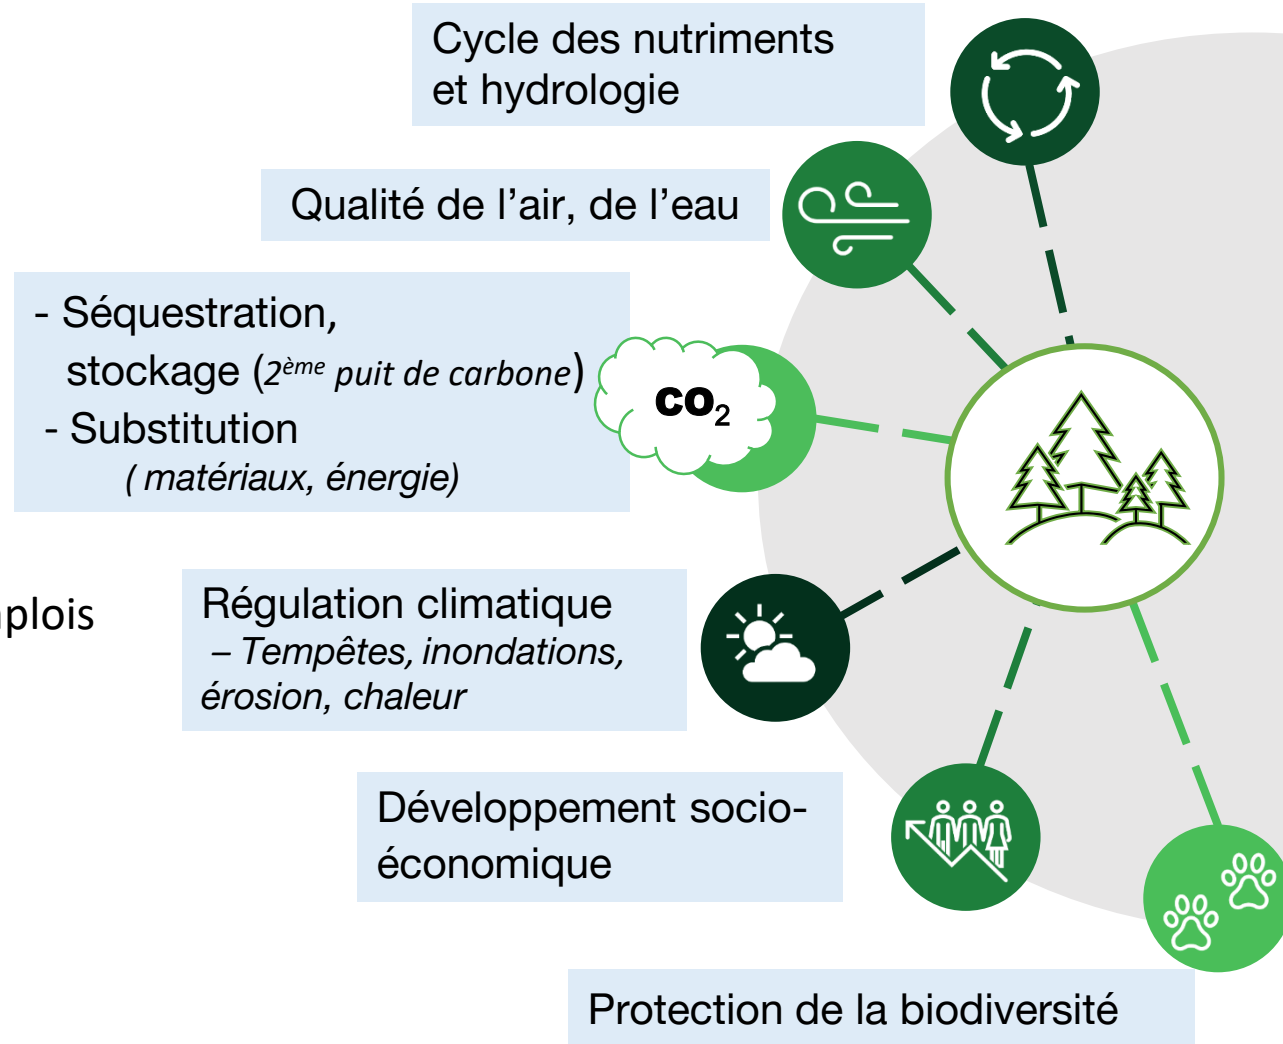 Cycle des nutriments
et hydrologie
Qualité de l’air, de l’eau
- Séquestration,
stockage (2ème puit de carbone)
- Substitution
( matériaux, énergie)
CO₂
Régulation climatique
– Tempêtes, inondations,
érosion, chaleur
Développement socio-
économique
Protection de la biodiversité